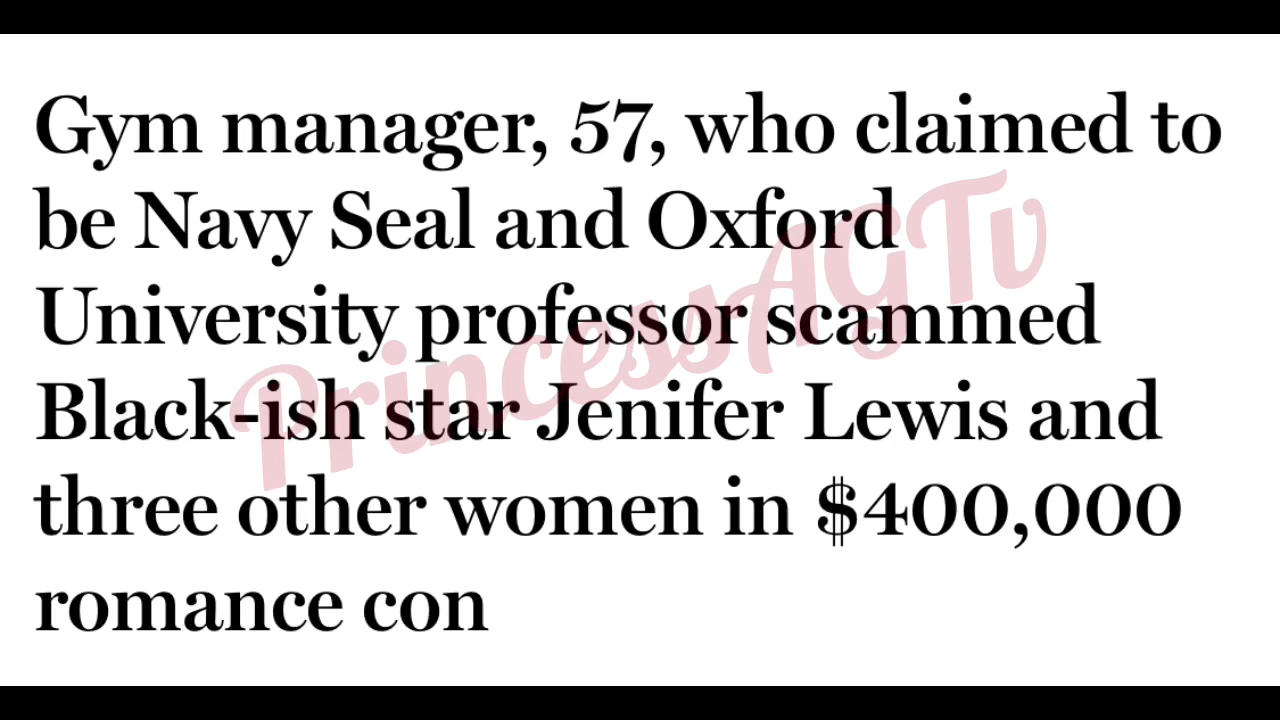 Gym manager, 57, who claimed to
be Navy Seal and Oxford
University professor scammed
Black-ish star Jenifer Lewis and
three other women in $400,000
romance con
PrincessAGTv